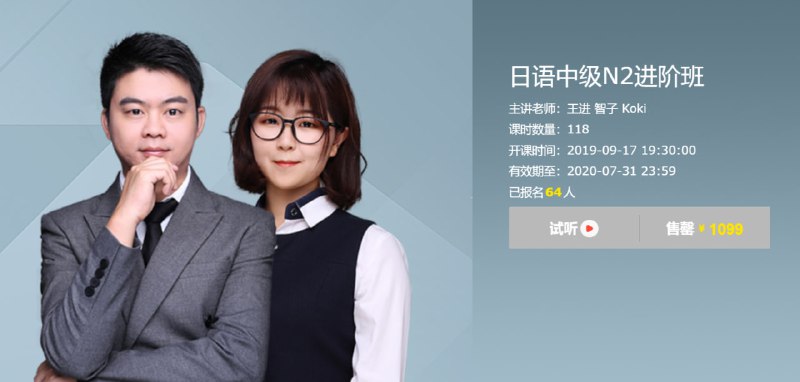 日语中级N2进阶班
主讲老师：王进 智子 Koki
课时数量：118
开课时间：2019-09-17 19:30:00
有效期至：2020-07-31 23:59
已报名64人
试听 售罄 ¥ 1099